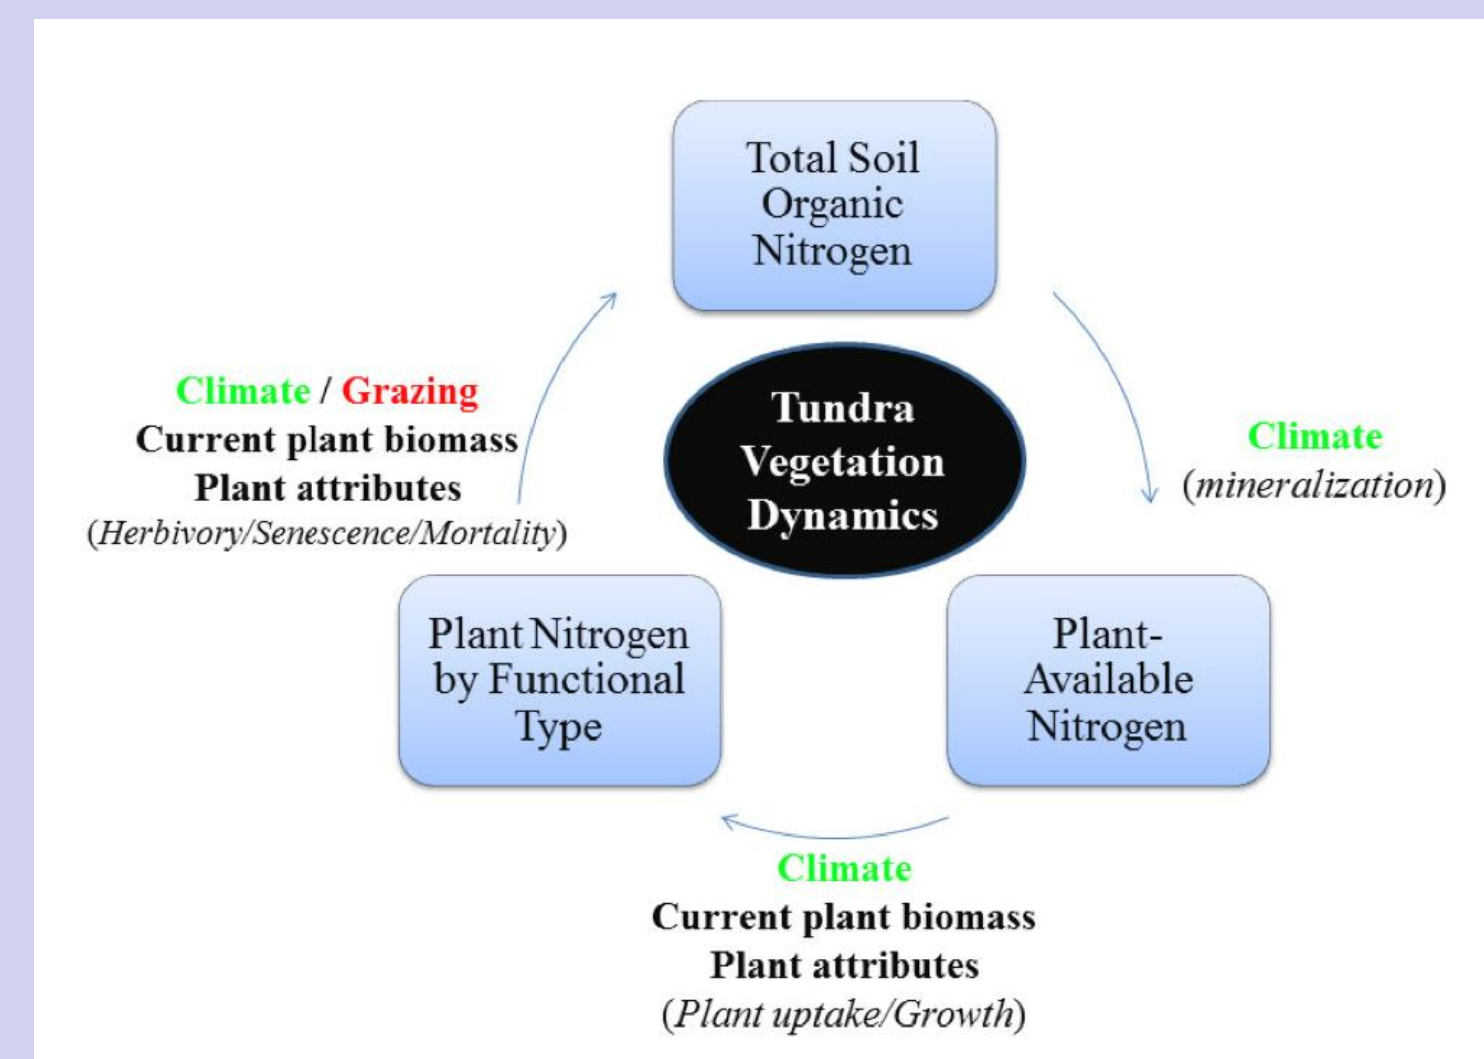 Total Soil
Organic
Nitrogen
Climate / Grazing
Current plant biomass
Plant attributes
(Herbivory/Senescence/Mortality)
Tundra
Vegetation
Dynamics
Climate
(mineralization)
Plant Nitrogen
by Functional
Type
Plant-
Available
Nitrogen
Climate
Current plant biomass
Plant attributes
(Plant uptake/Growth)